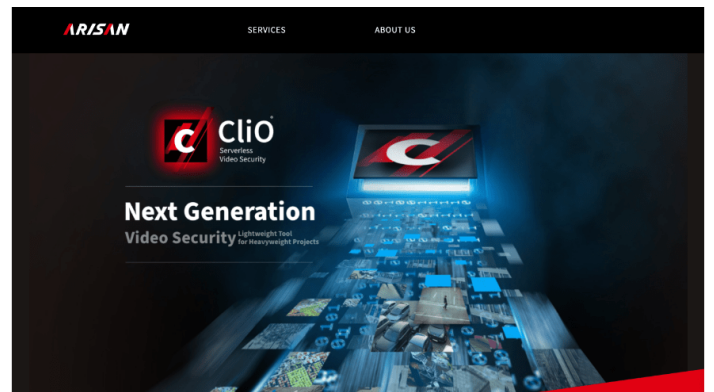 ARISAN
SERVICES
ABOUT US
C
CliO
Serverless
Video Security
Next Generation
Video Security
Lightweight Tool
for Heavyweight Projects
C